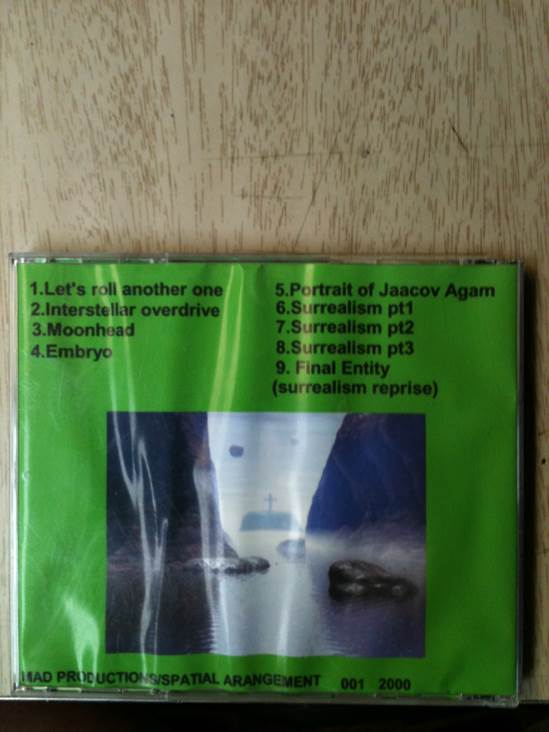 1.Let's roll another one
2.Interstellar overdrive
3.Moonhead
4.Embryo
5.Portrait of Jaacov Agam
6.Surrealism pt1
7.Surrealism pt2
8.Surrealism pt3
9. Final Entity
(surrealism reprise)
MAD PRODUCTIONS/SPATIAL ARANGEMENT 001 2000